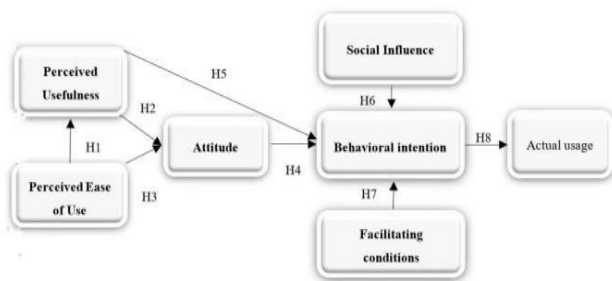 Social Influence
Perceived
Usefulness
H5
H6
H2
Attitude
Behavioral intention
H8
Actual usage
H1
H4
Perceived Ease
of Use
H3
H7
Facilitating
conditions